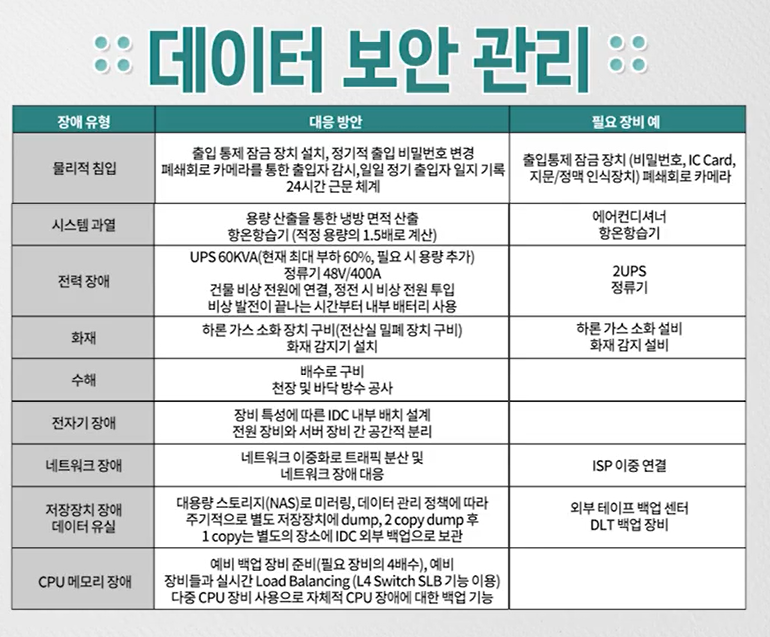 데이터 보안 관리
장애 유형
대응 방안
필요 장비 예
물리적 침입
출입 통제 잠금 장치 설치, 정기적 출입 비밀번호 변경
폐쇄회로 카메라를 통한 출입자 감시,일일 정기 출입자 일지 기록
24시간 근문 체계
출입통제 잠금 장치 (비밀번호, IC Card,
지문/정맥 인식장치) 폐쇄회로 카메라
시스템 과열
용량 산출을 통한 냉방 면적 산출
항온항습기 (적정 용량의 1.5배로 계산)
에어컨디셔너
항온항습기
전력 장애
UPS 60KVA(현재 최대 부하 60%, 필요 시 용량 추가)
정류기 48V/400A
건물 비상 전원에 연결, 정전 시 비상 전원 투입
비상 발전이 끝나는 시간부터 내부 배터리 사용
2UPS
정류기
화재
하론 가스 소화 장치 구비(전산실 밀폐 장치 구비)
화재 감지기 설치
하론 가스 소화 설비
화재 감지 설비
수해
배수로 구비
천장 및 바닥 방수 공사
전자기 장애
장비 특성에 따른 IDC 내부 배치 설계
전원 장비와 서버 장비 간 공간적 분리
네트워크 장애
네트워크 이중화로 트래픽 분산 및
네트워크 장애 대응
ISP 이중 연결
저장장치 장애
데이터 유실
대용량 스토리지(NAS)로 미러링, 데이터 관리 정책에 따라
주기적으로 별도 저장장치에 dump, 2 copy dump 후
1 copy는 별도의 장소에 IDC 외부 백업으로 보관
외부 테이프 백업 센터
DLT 백업 장비
CPU 메모리 장애
예비 백업 장비 준비(필요 장비의 4배수), 예비
장비들과 실시간 Load Balancing (L4 Switch SLB 기능 이용)
다중 CPU 장비 사용으로 자체적 CPU 장애에 대한 백업 기능